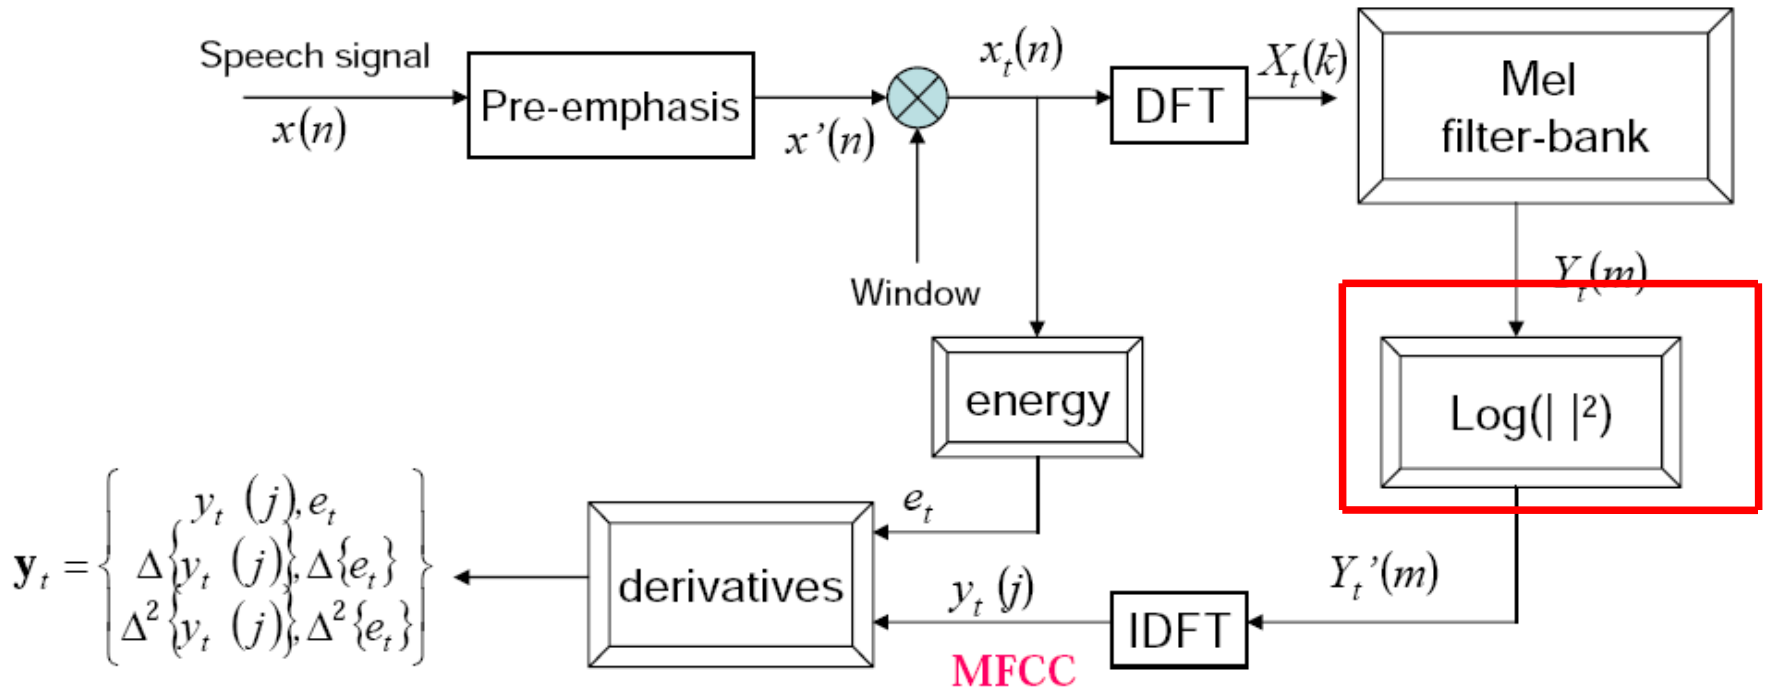 Speech signal
x(n)
Pre-emphasis
x’(n)
Window
x_t(n)
DFT
X_t(k)
Mel
filter-bank
Y_t(m)
Log(| |²)
Y_t’(m)
IDFT
y_t (j)
MFCC
energy
e_t
derivatives
y_t = { y_t (j), e_t
Δ{y_t (j)}, Δ{e_t}
Δ²{y_t (j)}, Δ²{e_t} }